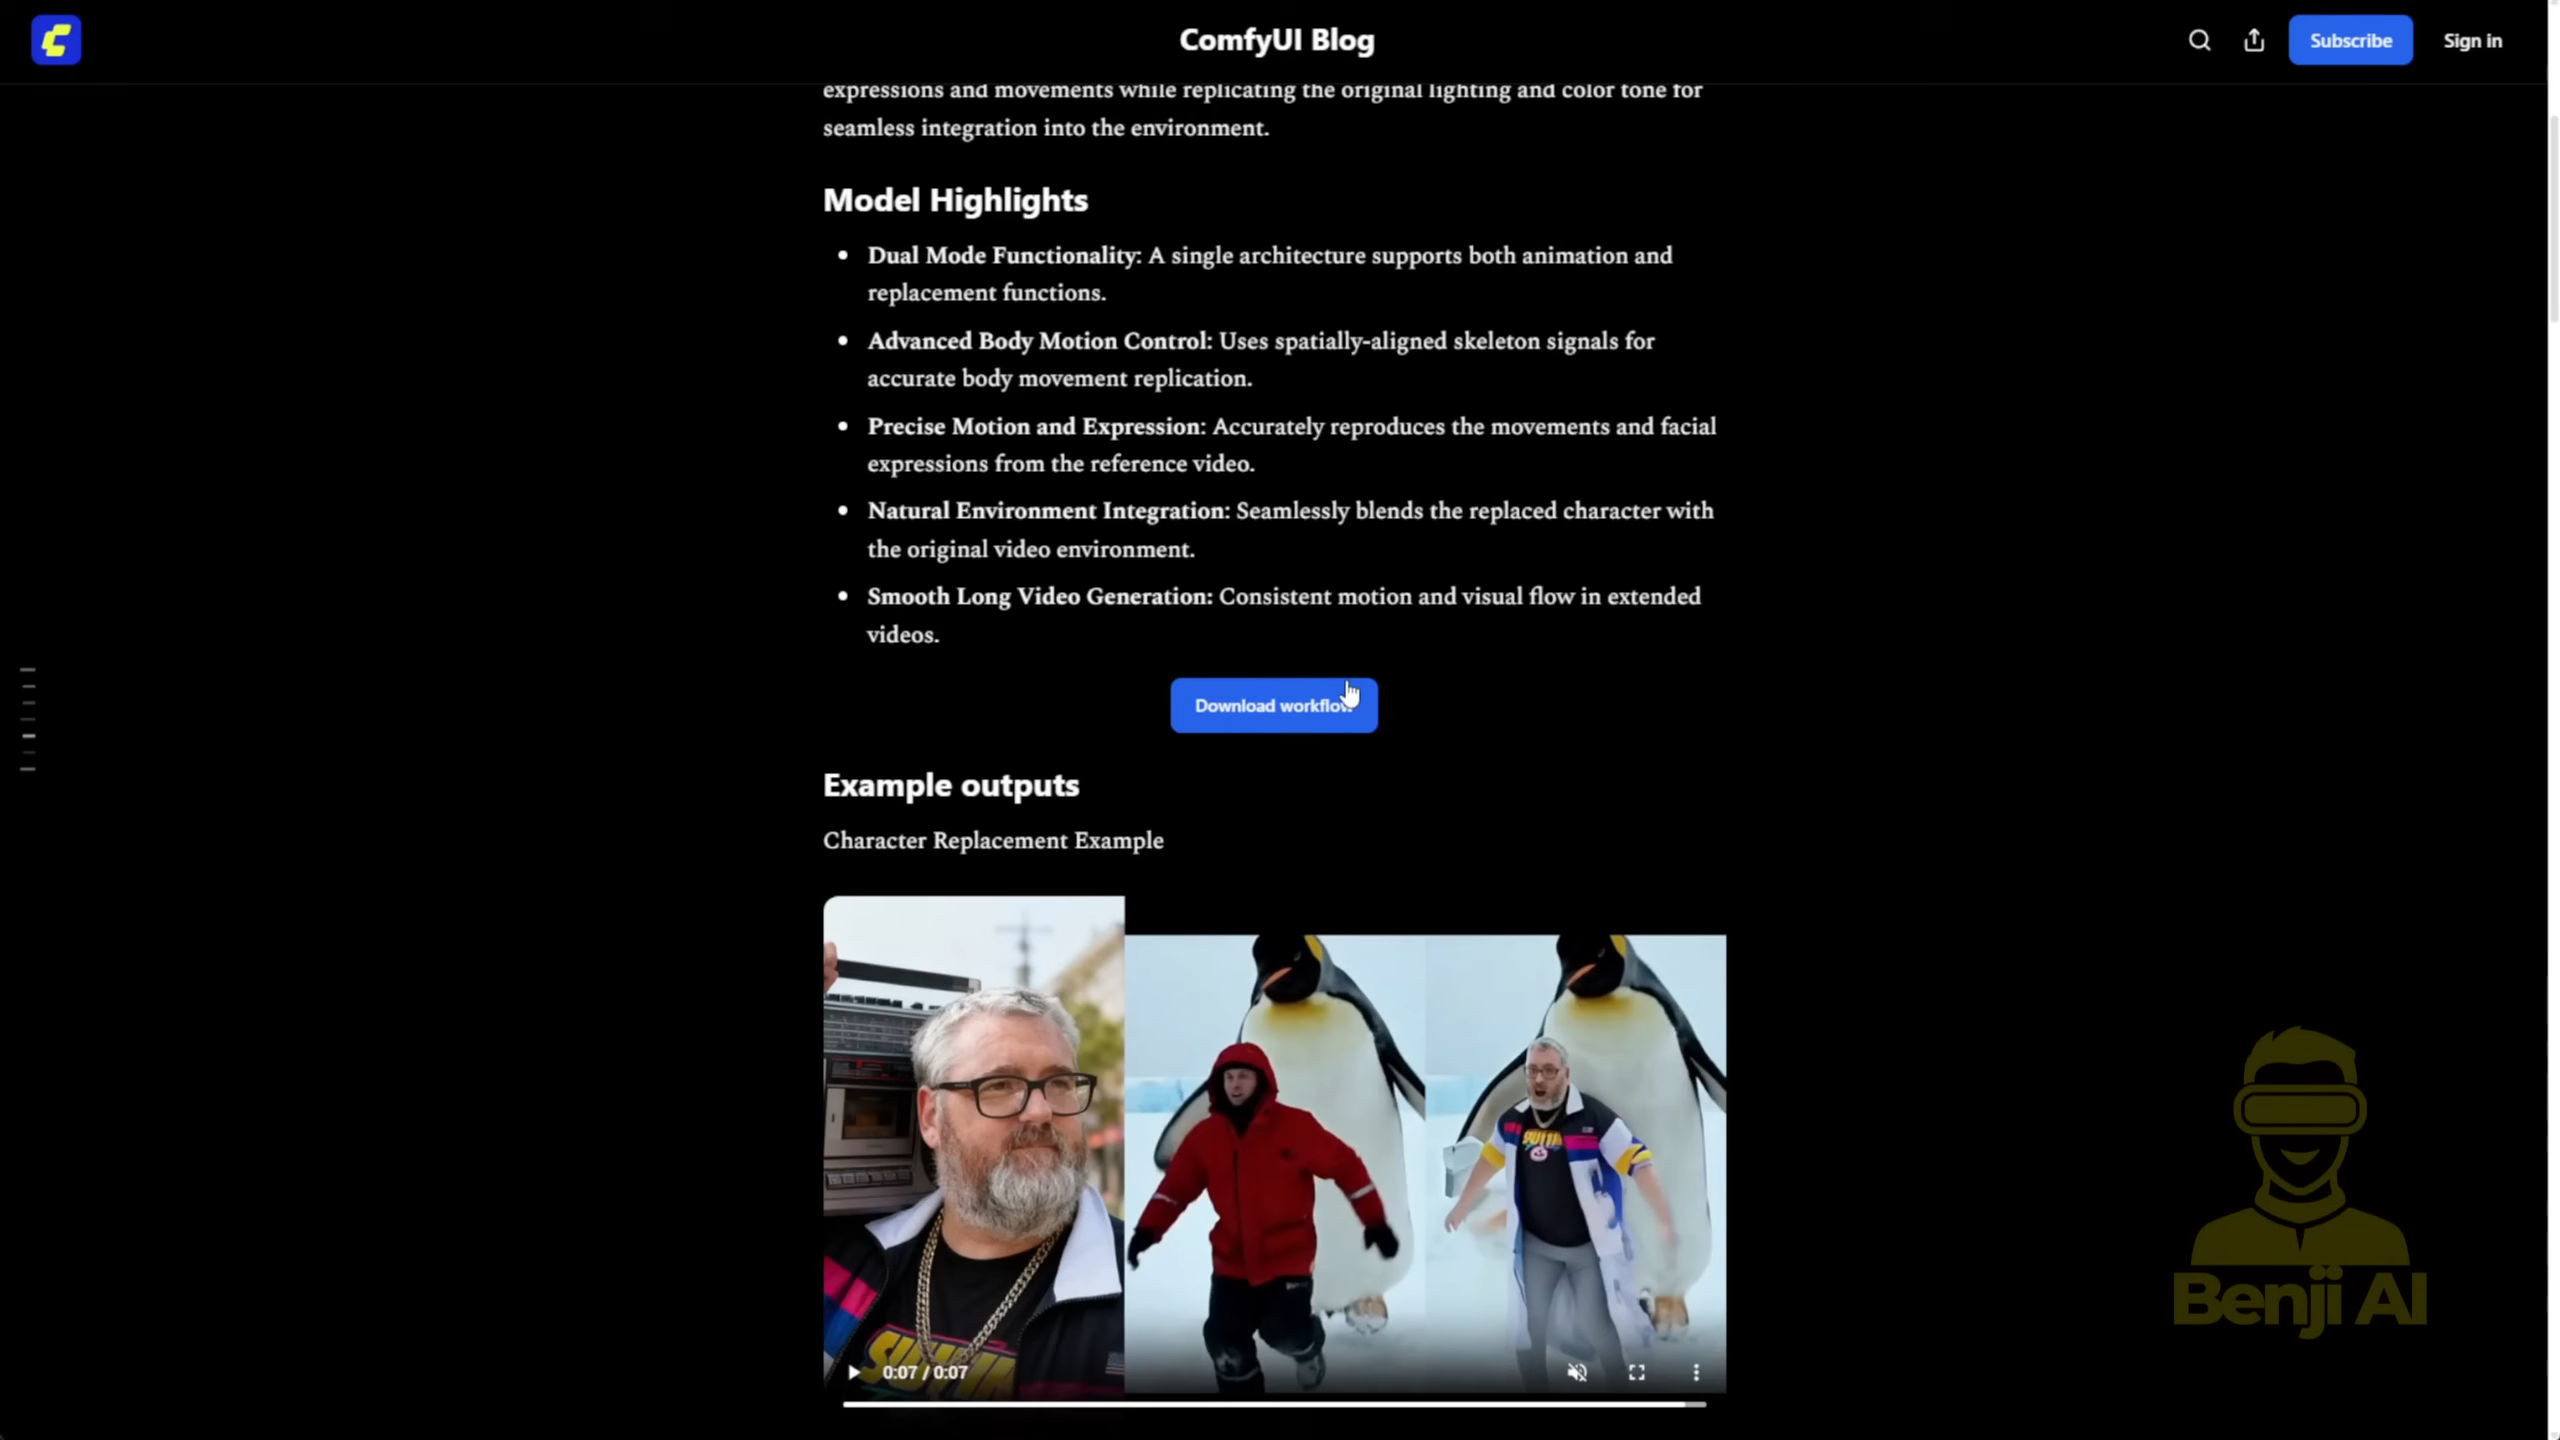 ComfyUI Blog
Subscribe
Sign in
expressions and movements while replicating the original lighting and color tone for
seamless integration into the environment.
Model Highlights
Dual Mode Functionality: A single architecture supports both animation and
replacement functions.
Advanced Body Motion Control: Uses spatially-aligned skeleton signals for
accurate body movement replication.
Precise Motion and Expression: Accurately reproduces the movements and facial
expressions from the reference video.
Natural Environment Integration: Seamlessly blends the replaced character with
the original video environment.
Smooth Long Video Generation: Consistent motion and visual flow in extended
videos.
Download workflow
Example outputs
Character Replacement Example
0:07 / 0:07
Benji AI